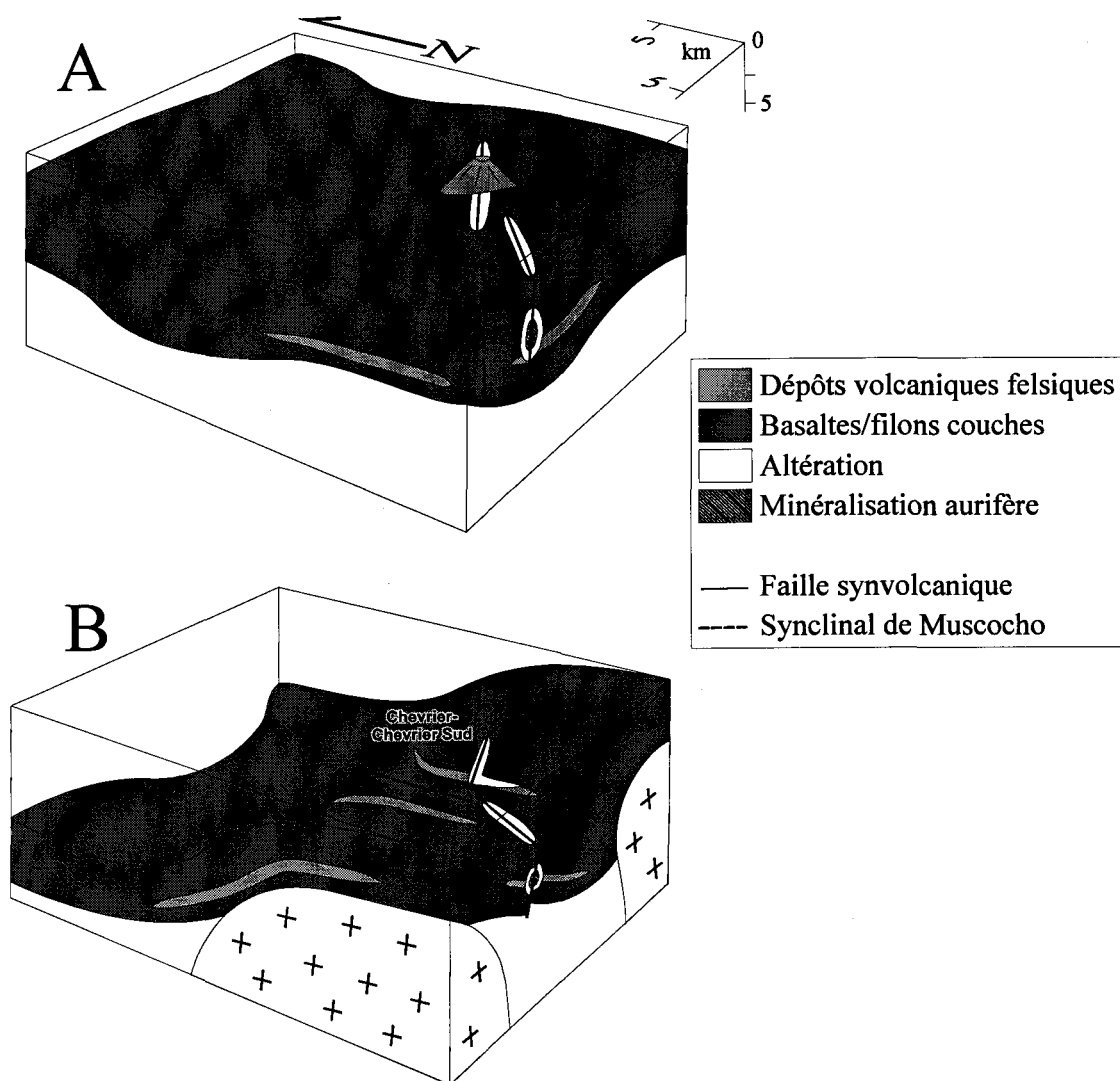 A
N
km
5
5
0
5
Dépôts volcaniques felsiques
Basaltes/filons couches
Altération
Minéralisation aurifère
Faille synvolcanique
Synclinal de Muscocho
B
Chevrier-
Chevrier Sud